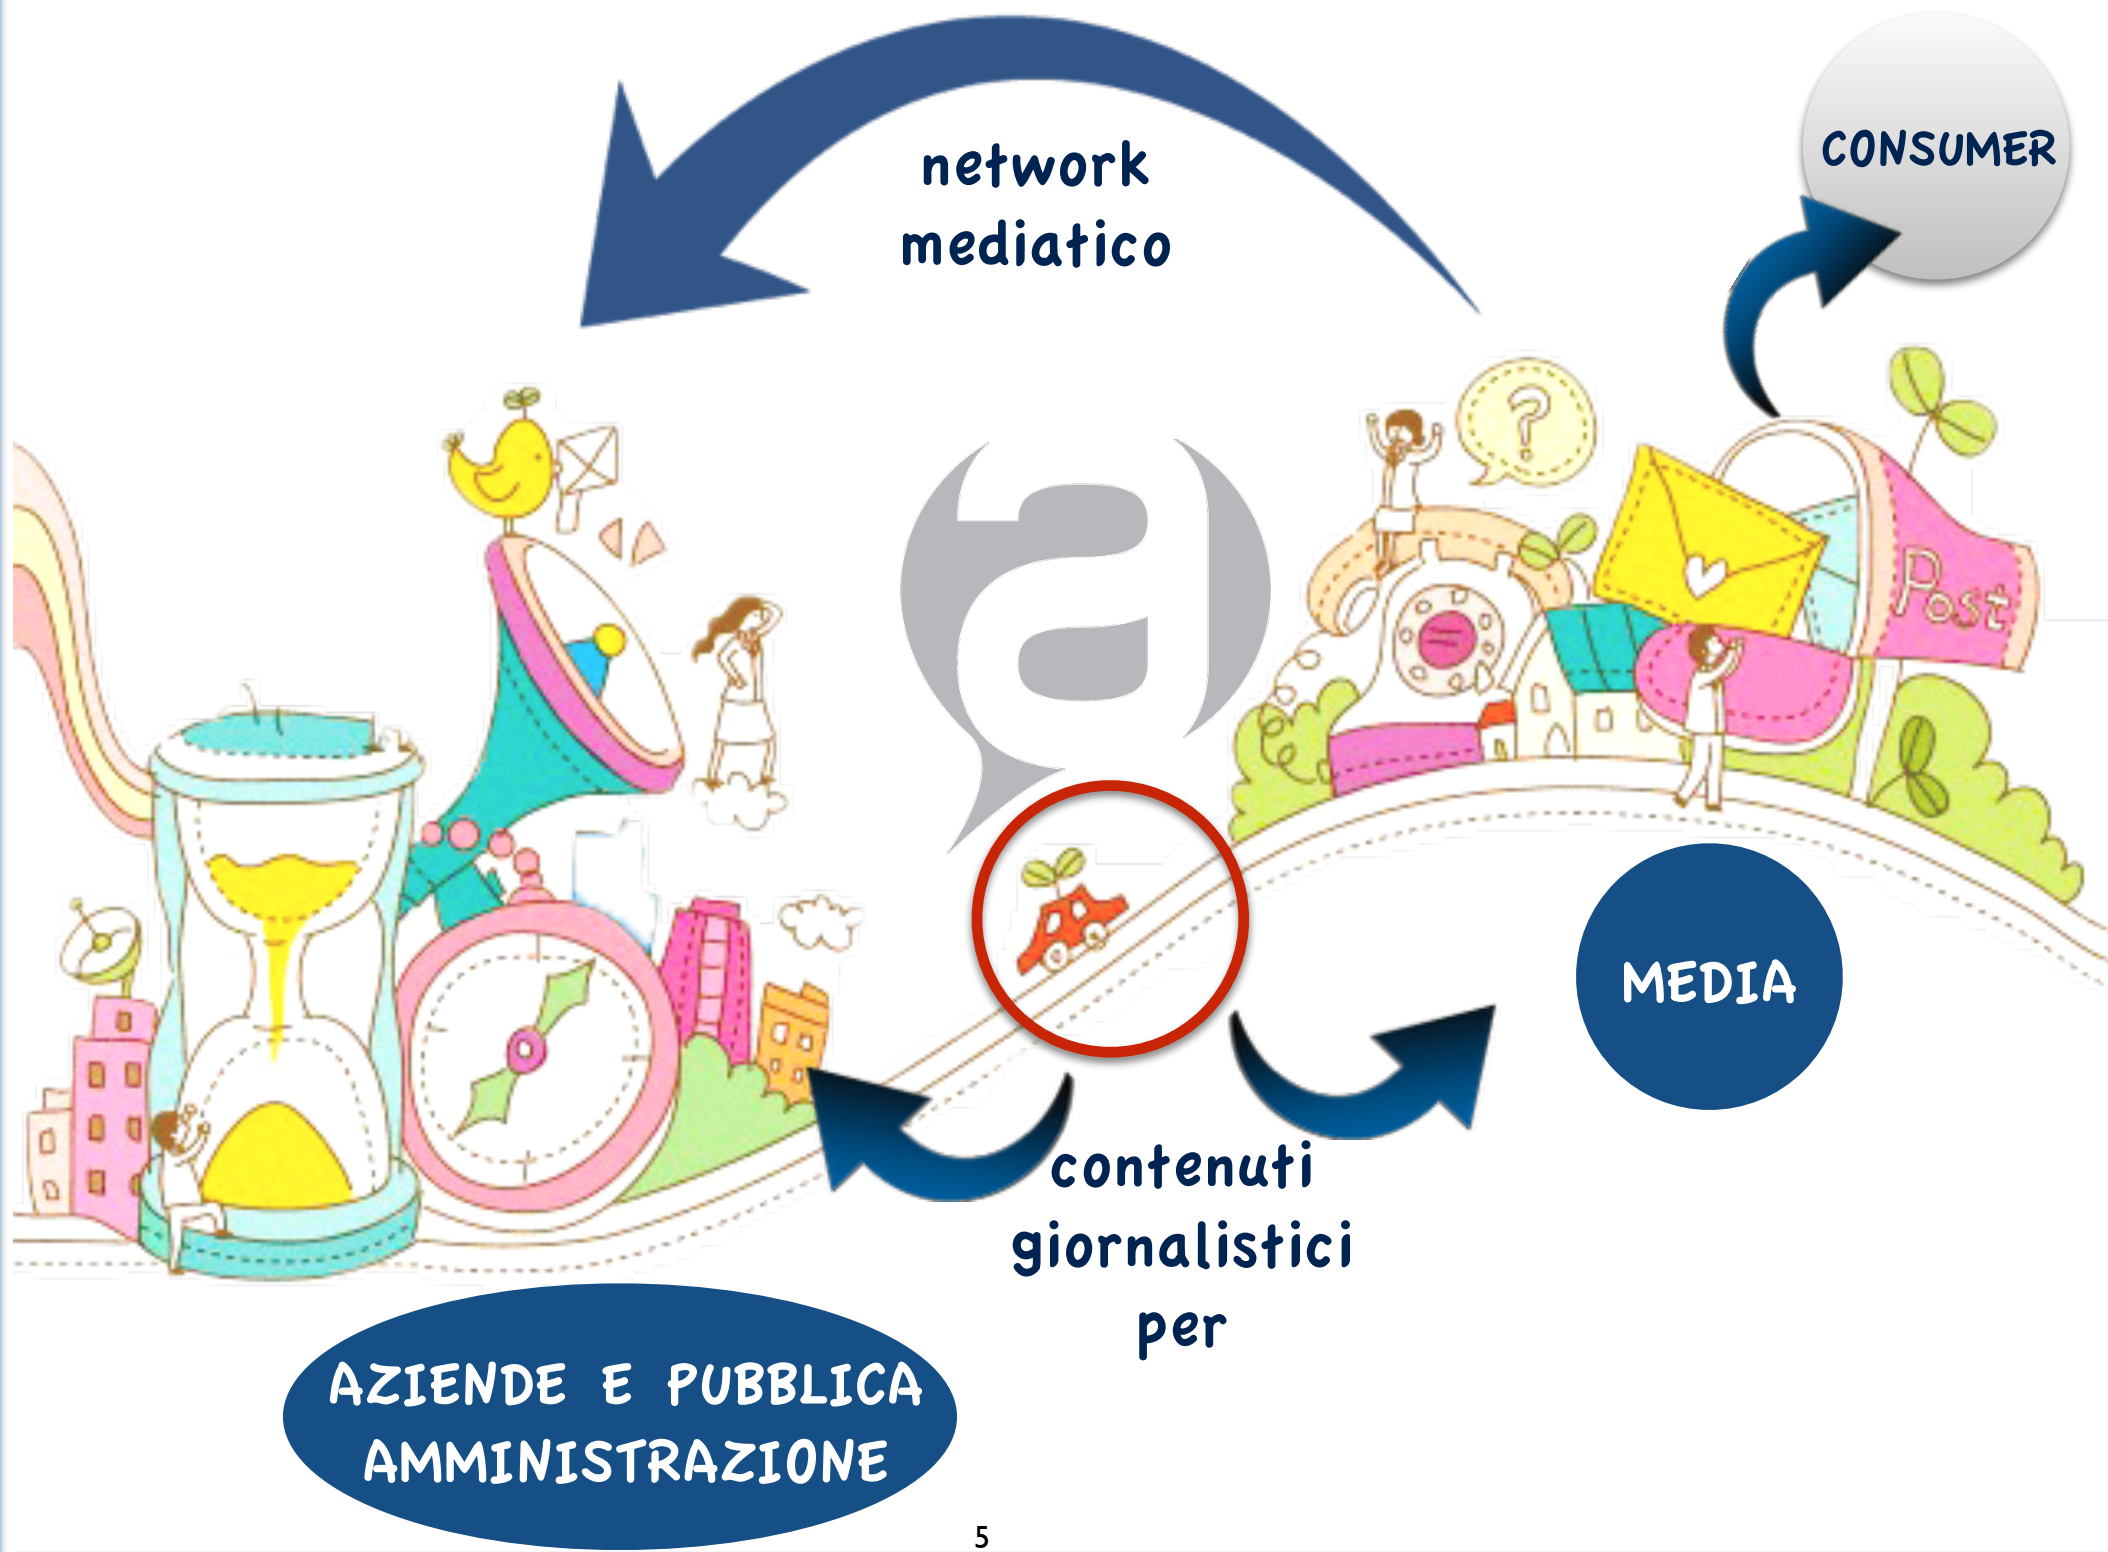 network
mediatico
CONSUMER
a
?
Post
MEDIA
contenuti
giornalistici
per
AZIENDE E PUBBLICA
AMMINISTRAZIONE
5